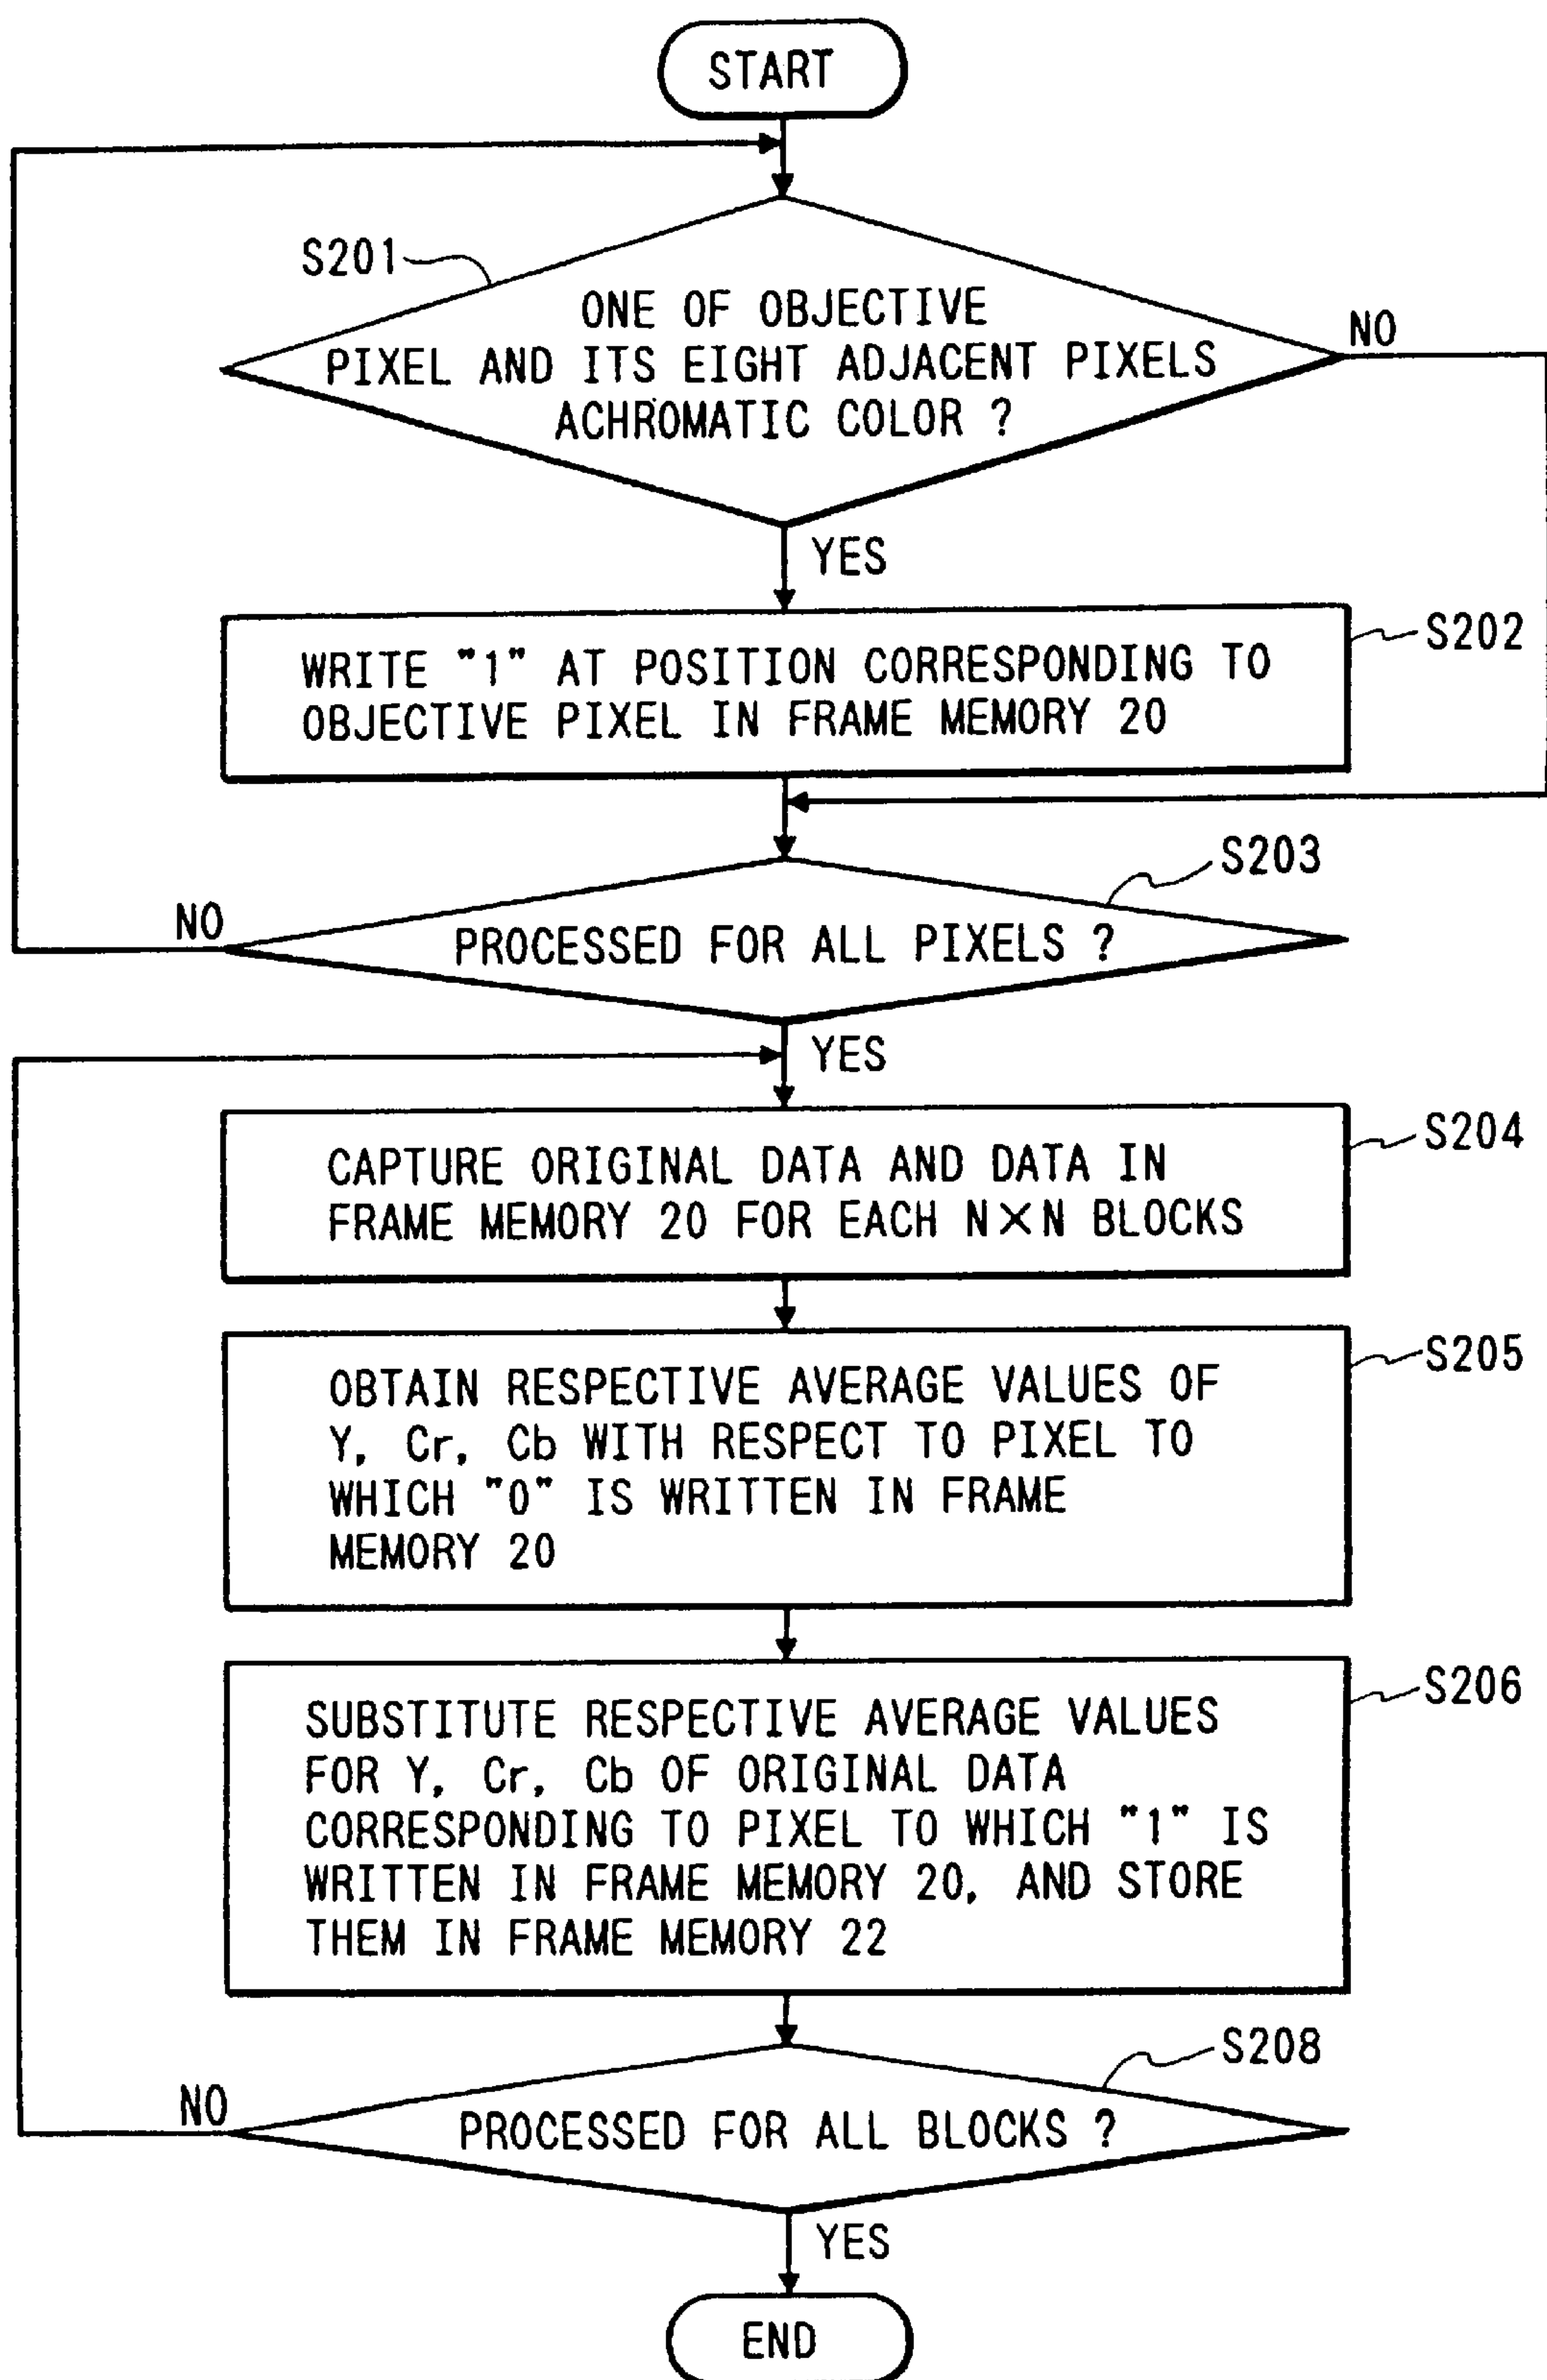 START
S201
ONE OF OBJECTIVE
PIXEL AND ITS EIGHT ADJACENT PIXELS
ACHROMATIC COLOR ?
NO
YES
S202
WRITE "1" AT POSITION CORRESPONDING TO
OBJECTIVE PIXEL IN FRAME MEMORY 20
S203
NO
PROCESSED FOR ALL PIXELS ?
YES
S204
CAPTURE ORIGINAL DATA AND DATA IN
FRAME MEMORY 20 FOR EACH N×N BLOCKS
S205
OBTAIN RESPECTIVE AVERAGE VALUES OF
Y, Cr, Cb WITH RESPECT TO PIXEL TO
WHICH "0" IS WRITTEN IN FRAME
MEMORY 20
S206
SUBSTITUTE RESPECTIVE AVERAGE VALUES
FOR Y, Cr, Cb OF ORIGINAL DATA
CORRESPONDING TO PIXEL TO WHICH "1" IS
WRITTEN IN FRAME MEMORY 20, AND STORE
THEM IN FRAME MEMORY 22
S208
NO
PROCESSED FOR ALL BLOCKS ?
YES
END